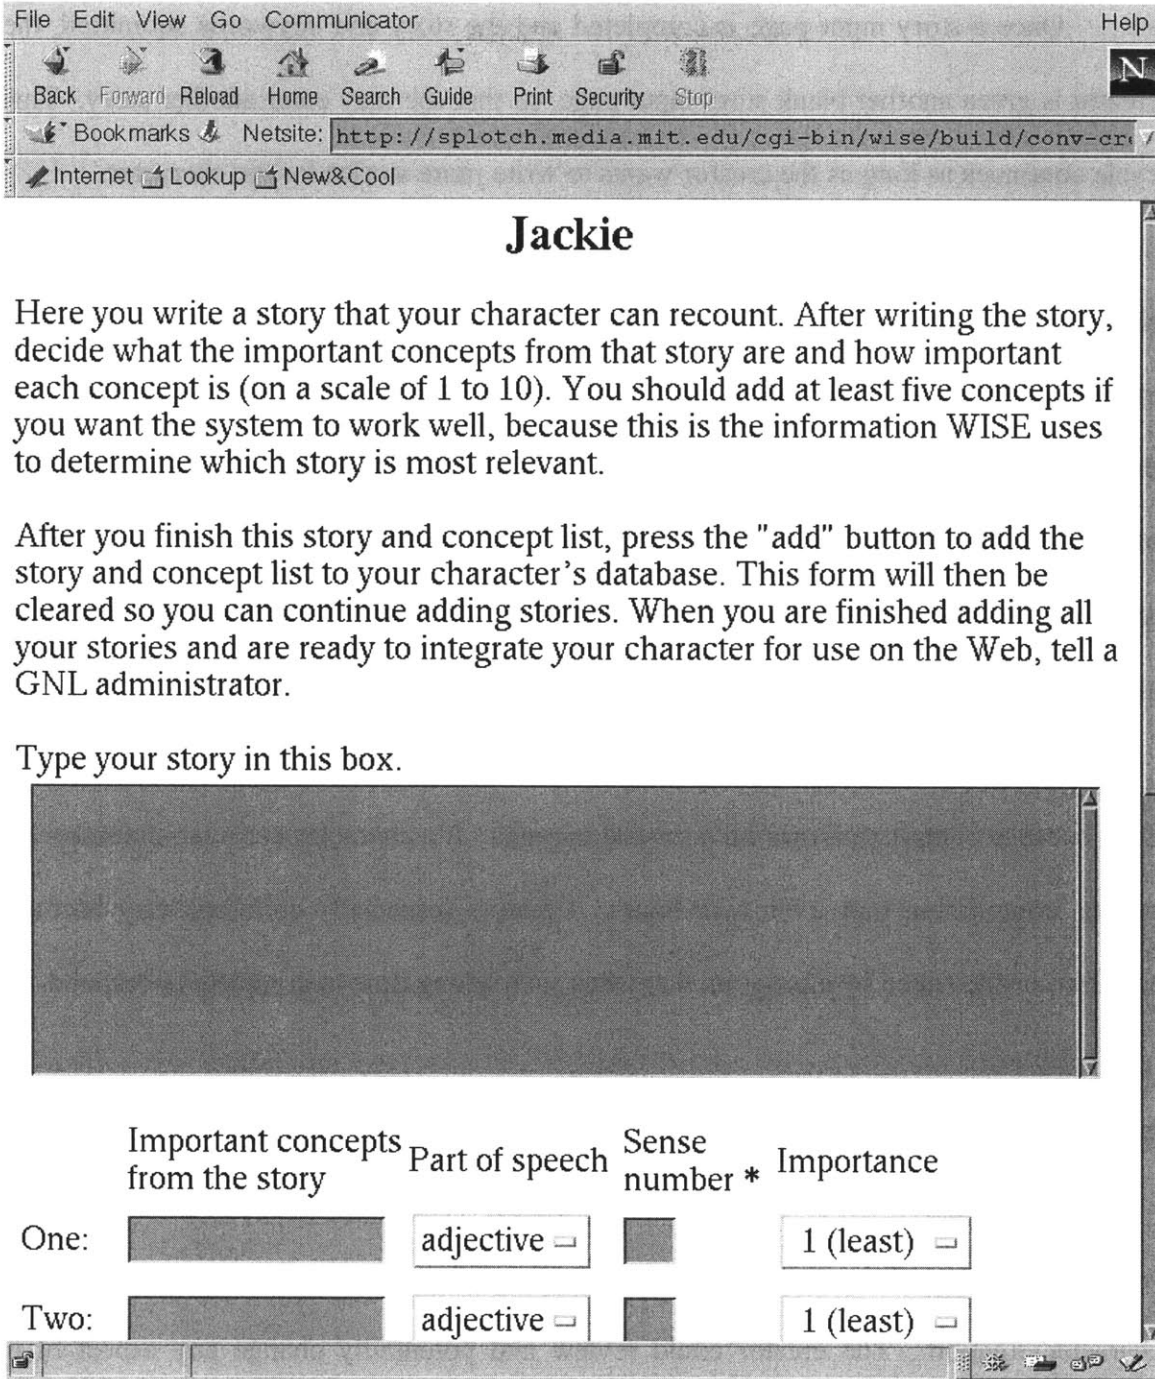 File Edit View Go Communicator Help
N
Back Forward Reload Home Search Guide Print Security Stop
Bookmarks Netsite: http://splotch.media.mit.edu/cgi-bin/wise/build/conv-cr
Internet Lookup New&Cool
Jackie
Here you write a story that your character can recount. After writing the story,
decide what the important concepts from that story are and how important
each concept is (on a scale of 1 to 10). You should add at least five concepts if
you want the system to work well, because this is the information WISE uses
to determine which story is most relevant.
After you finish this story and concept list, press the "add" button to add the
story and concept list to your character's database. This form will then be
cleared so you can continue adding stories. When you are finished adding all
your stories and are ready to integrate your character for use on the Web, tell a
GNL administrator.
Type your story in this box.
Important concepts
from the story
Part of speech
Sense
number *
Importance
One: adjective 1 (least)
Two: adjective 1 (least)